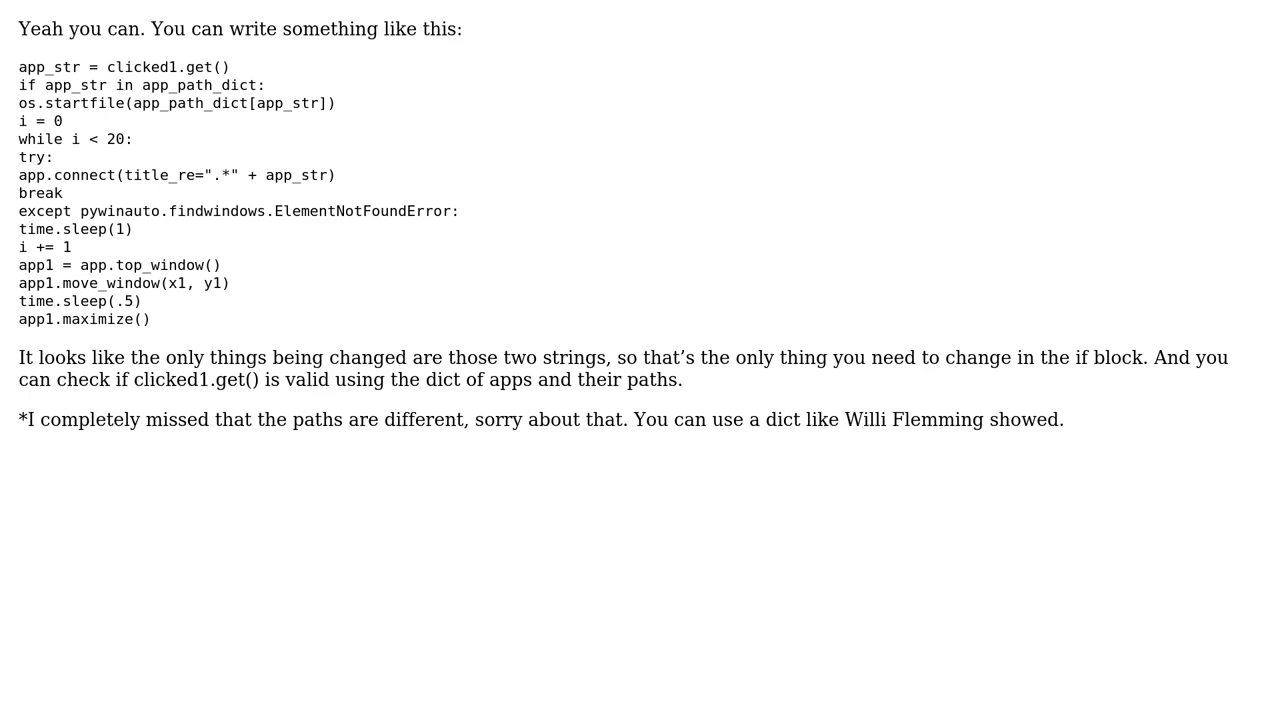 Yeah you can. You can write something like this:
app_str = clicked1.get()
if app_str in app_path_dict:
os.startfile(app_path_dict[app_str])
i = 0
while i < 20:
try:
app.connect(title_re=".*" + app_str)
break
except pywinauto.findwindows.ElementNotFoundError:
time.sleep(1)
i += 1
app1 = app.top_window()
app1.move_window(x1, y1)
time.sleep(.5)
app1.maximize()
It looks like the only things being changed are those two strings, so that’s the only thing you need to change in the if block. And you
can check if clicked1.get() is valid using the dict of apps and their paths.
*I completely missed that the paths are different, sorry about that. You can use a dict like Willi Flemming showed.